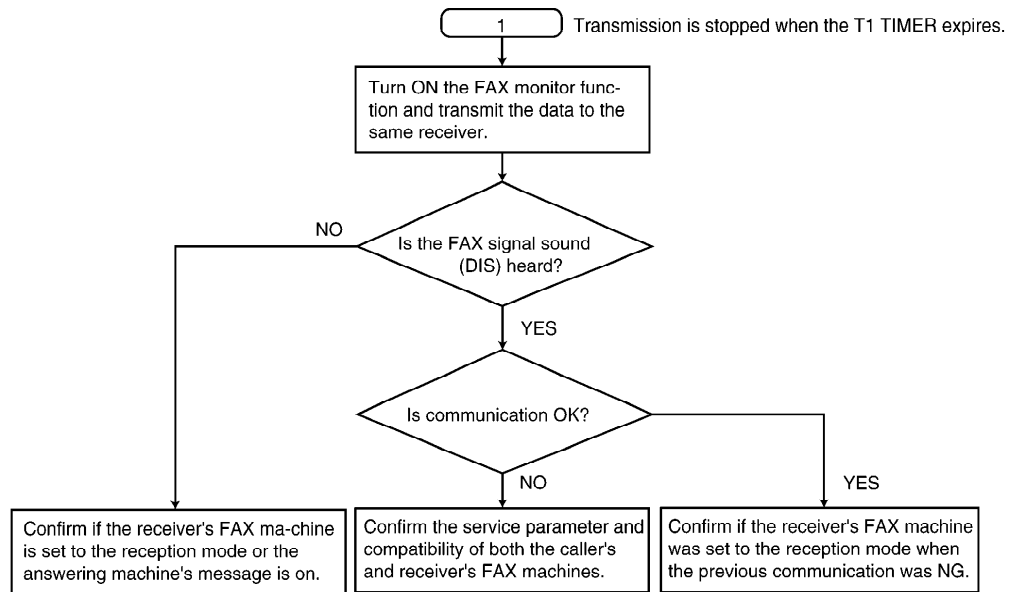 1
Transmission is stopped when the T1 TIMER expires.
Turn ON the FAX monitor func-
tion and transmit the data to the
same receiver.
NO
Is the FAX signal sound
(DIS) heard?
YES
Is communication OK?
NO
YES
Confirm if the receiver's FAX ma-chine
is set to the reception mode or the
answering machine's message is on.
Confirm the service parameter and
compatibility of both the caller's
and receiver's FAX machines.
Confirm if the receiver's FAX machine
was set to the reception mode when
the previous communication was NG.